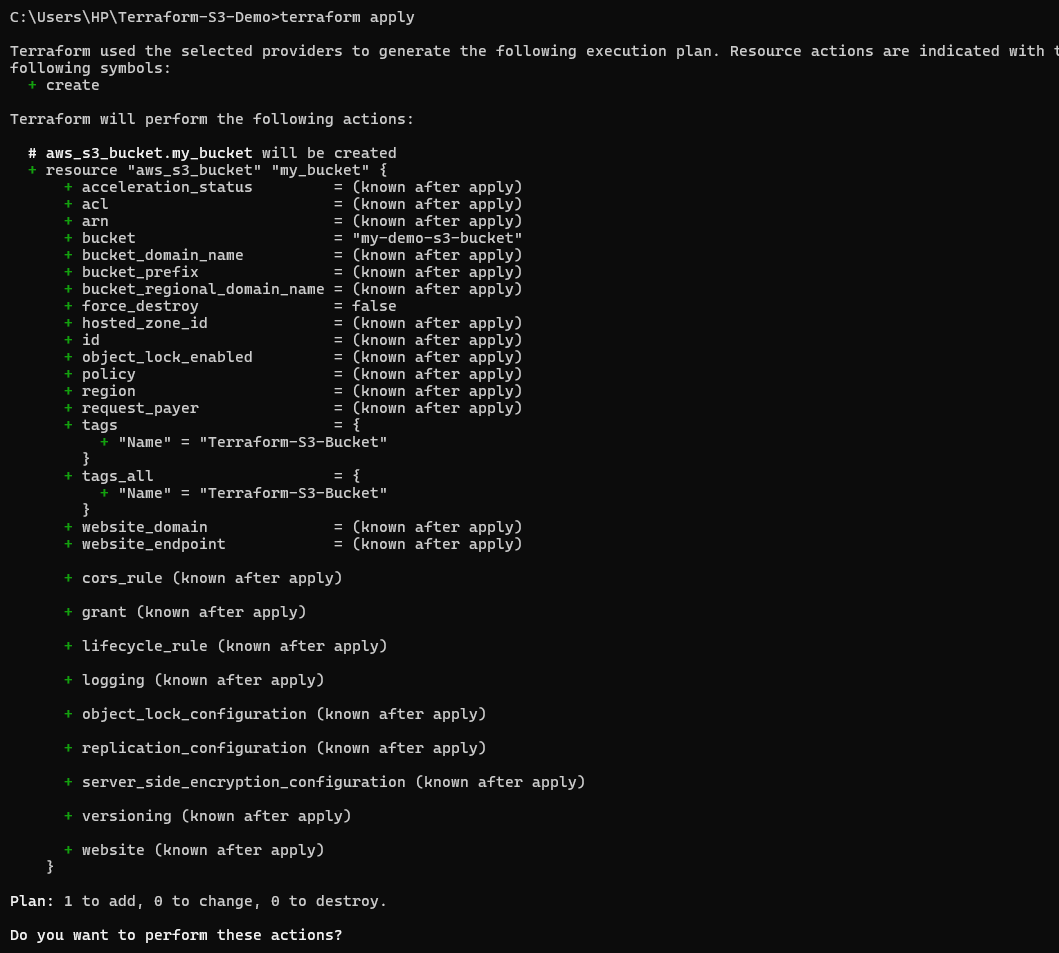 C:\Users\HP\Terraform-S3-Demo>terraform apply
Terraform used the selected providers to generate the following execution plan. Resource actions are indicated with
following symbols:
+ create
Terraform will perform the following actions:
# aws_s3_bucket.my_bucket will be created
+ resource "aws_s3_bucket" "my_bucket" {
+ acceleration_status = (known after apply)
+ acl = (known after apply)
+ arn = (known after apply)
+ bucket = "my-demo-s3-bucket"
+ bucket_domain_name = (known after apply)
+ bucket_prefix = (known after apply)
+ bucket_regional_domain_name = (known after apply)
+ force_destroy = false
+ hosted_zone_id = (known after apply)
+ id = (known after apply)
+ object_lock_enabled = (known after apply)
+ policy = (known after apply)
+ region = (known after apply)
+ request_payer = (known after apply)
+ tags = {
+ "Name" = "Terraform-S3-Bucket"
}
+ tags_all = {
+ "Name" = "Terraform-S3-Bucket"
}
+ website_domain = (known after apply)
+ website_endpoint = (known after apply)
+ cors_rule (known after apply)
+ grant (known after apply)
+ lifecycle_rule (known after apply)
+ logging (known after apply)
+ object_lock_configuration (known after apply)
+ replication_configuration (known after apply)
+ server_side_encryption_configuration (known after apply)
+ versioning (known after apply)
+ website (known after apply)
}
Plan: 1 to add, 0 to change, 0 to destroy.
Do you want to perform these actions?